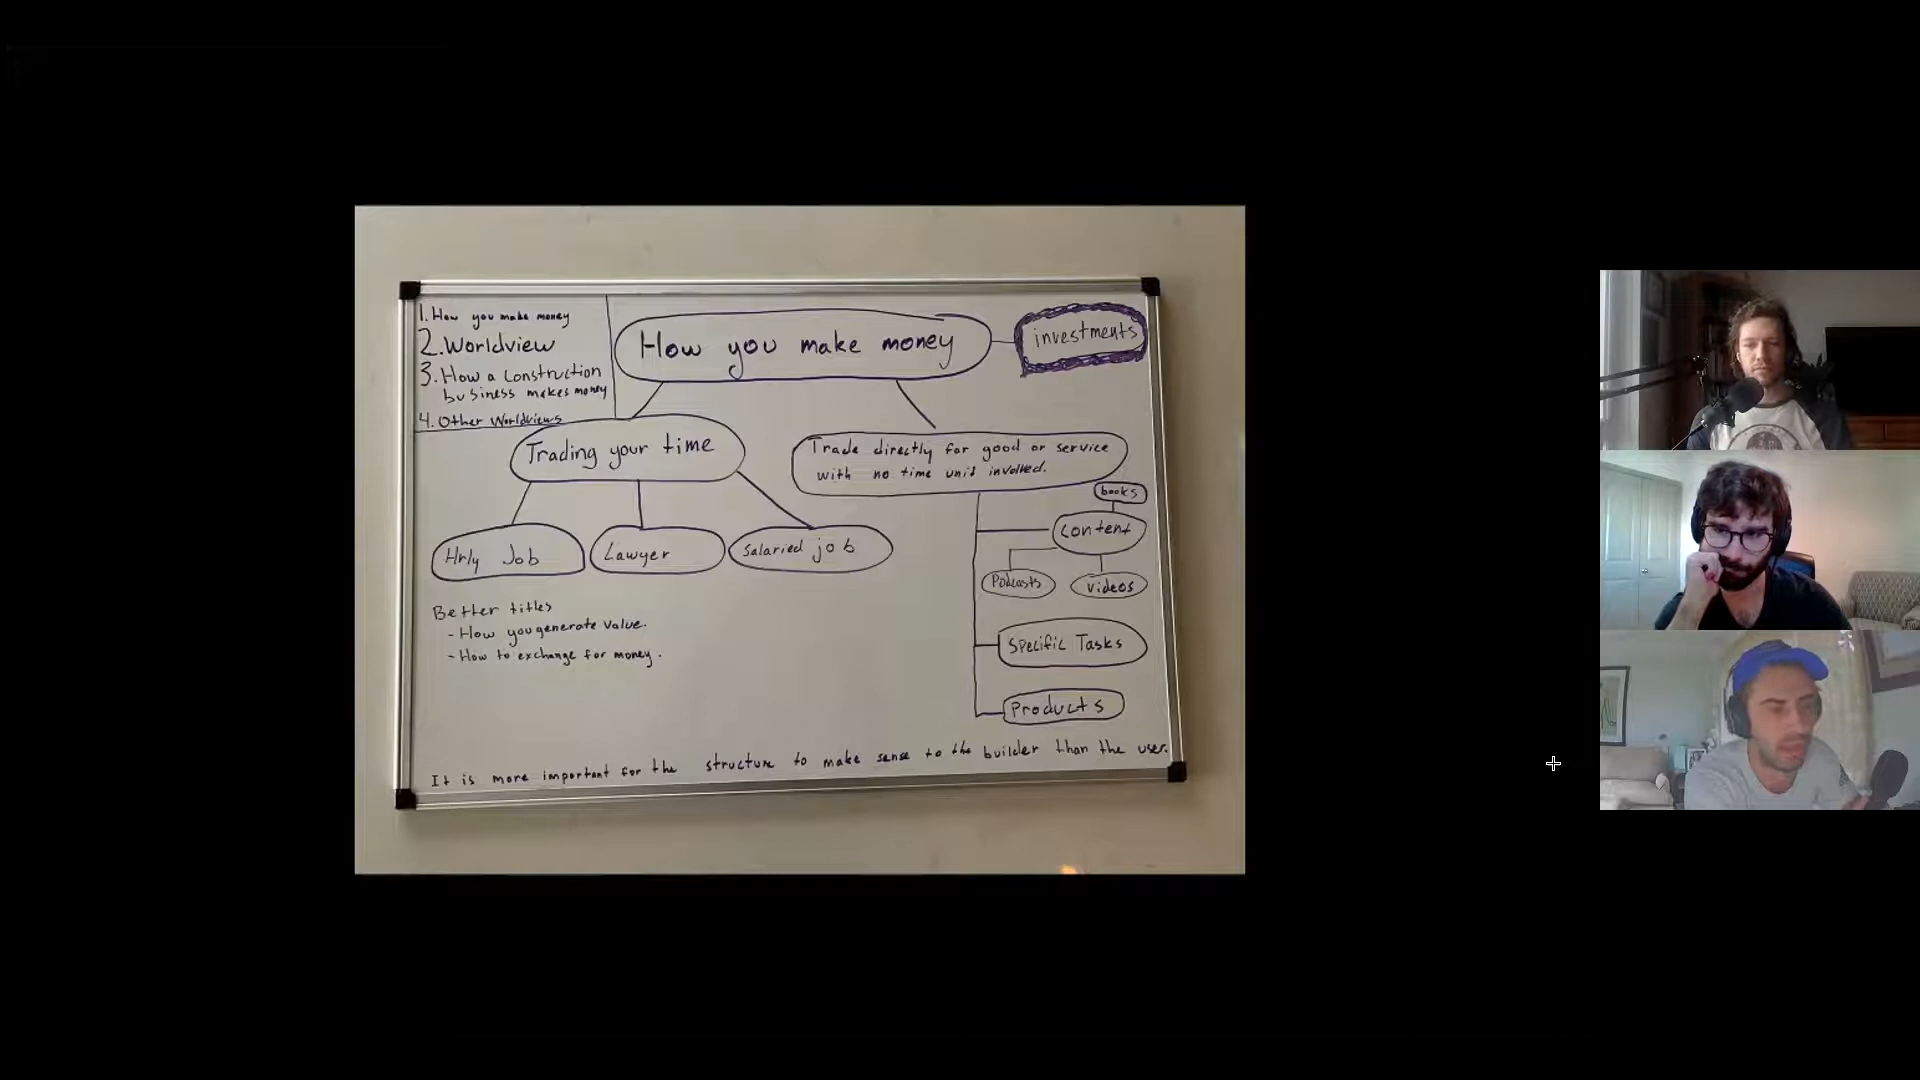 1. How you make money
2. Worldview
3. How a Construction
business makes money
4. Other Worldviews
How you make money
investments
Trading your time
Trade directly for good or service
with no time unit involved.
books
Content
Podcasts
videos
Hrly Job
Lawyer
Salaried job
Specific Tasks
Products
Better titles
- How you generate value.
- How to exchange for money.
It is more important for the structure to make sense to the builder than the user.